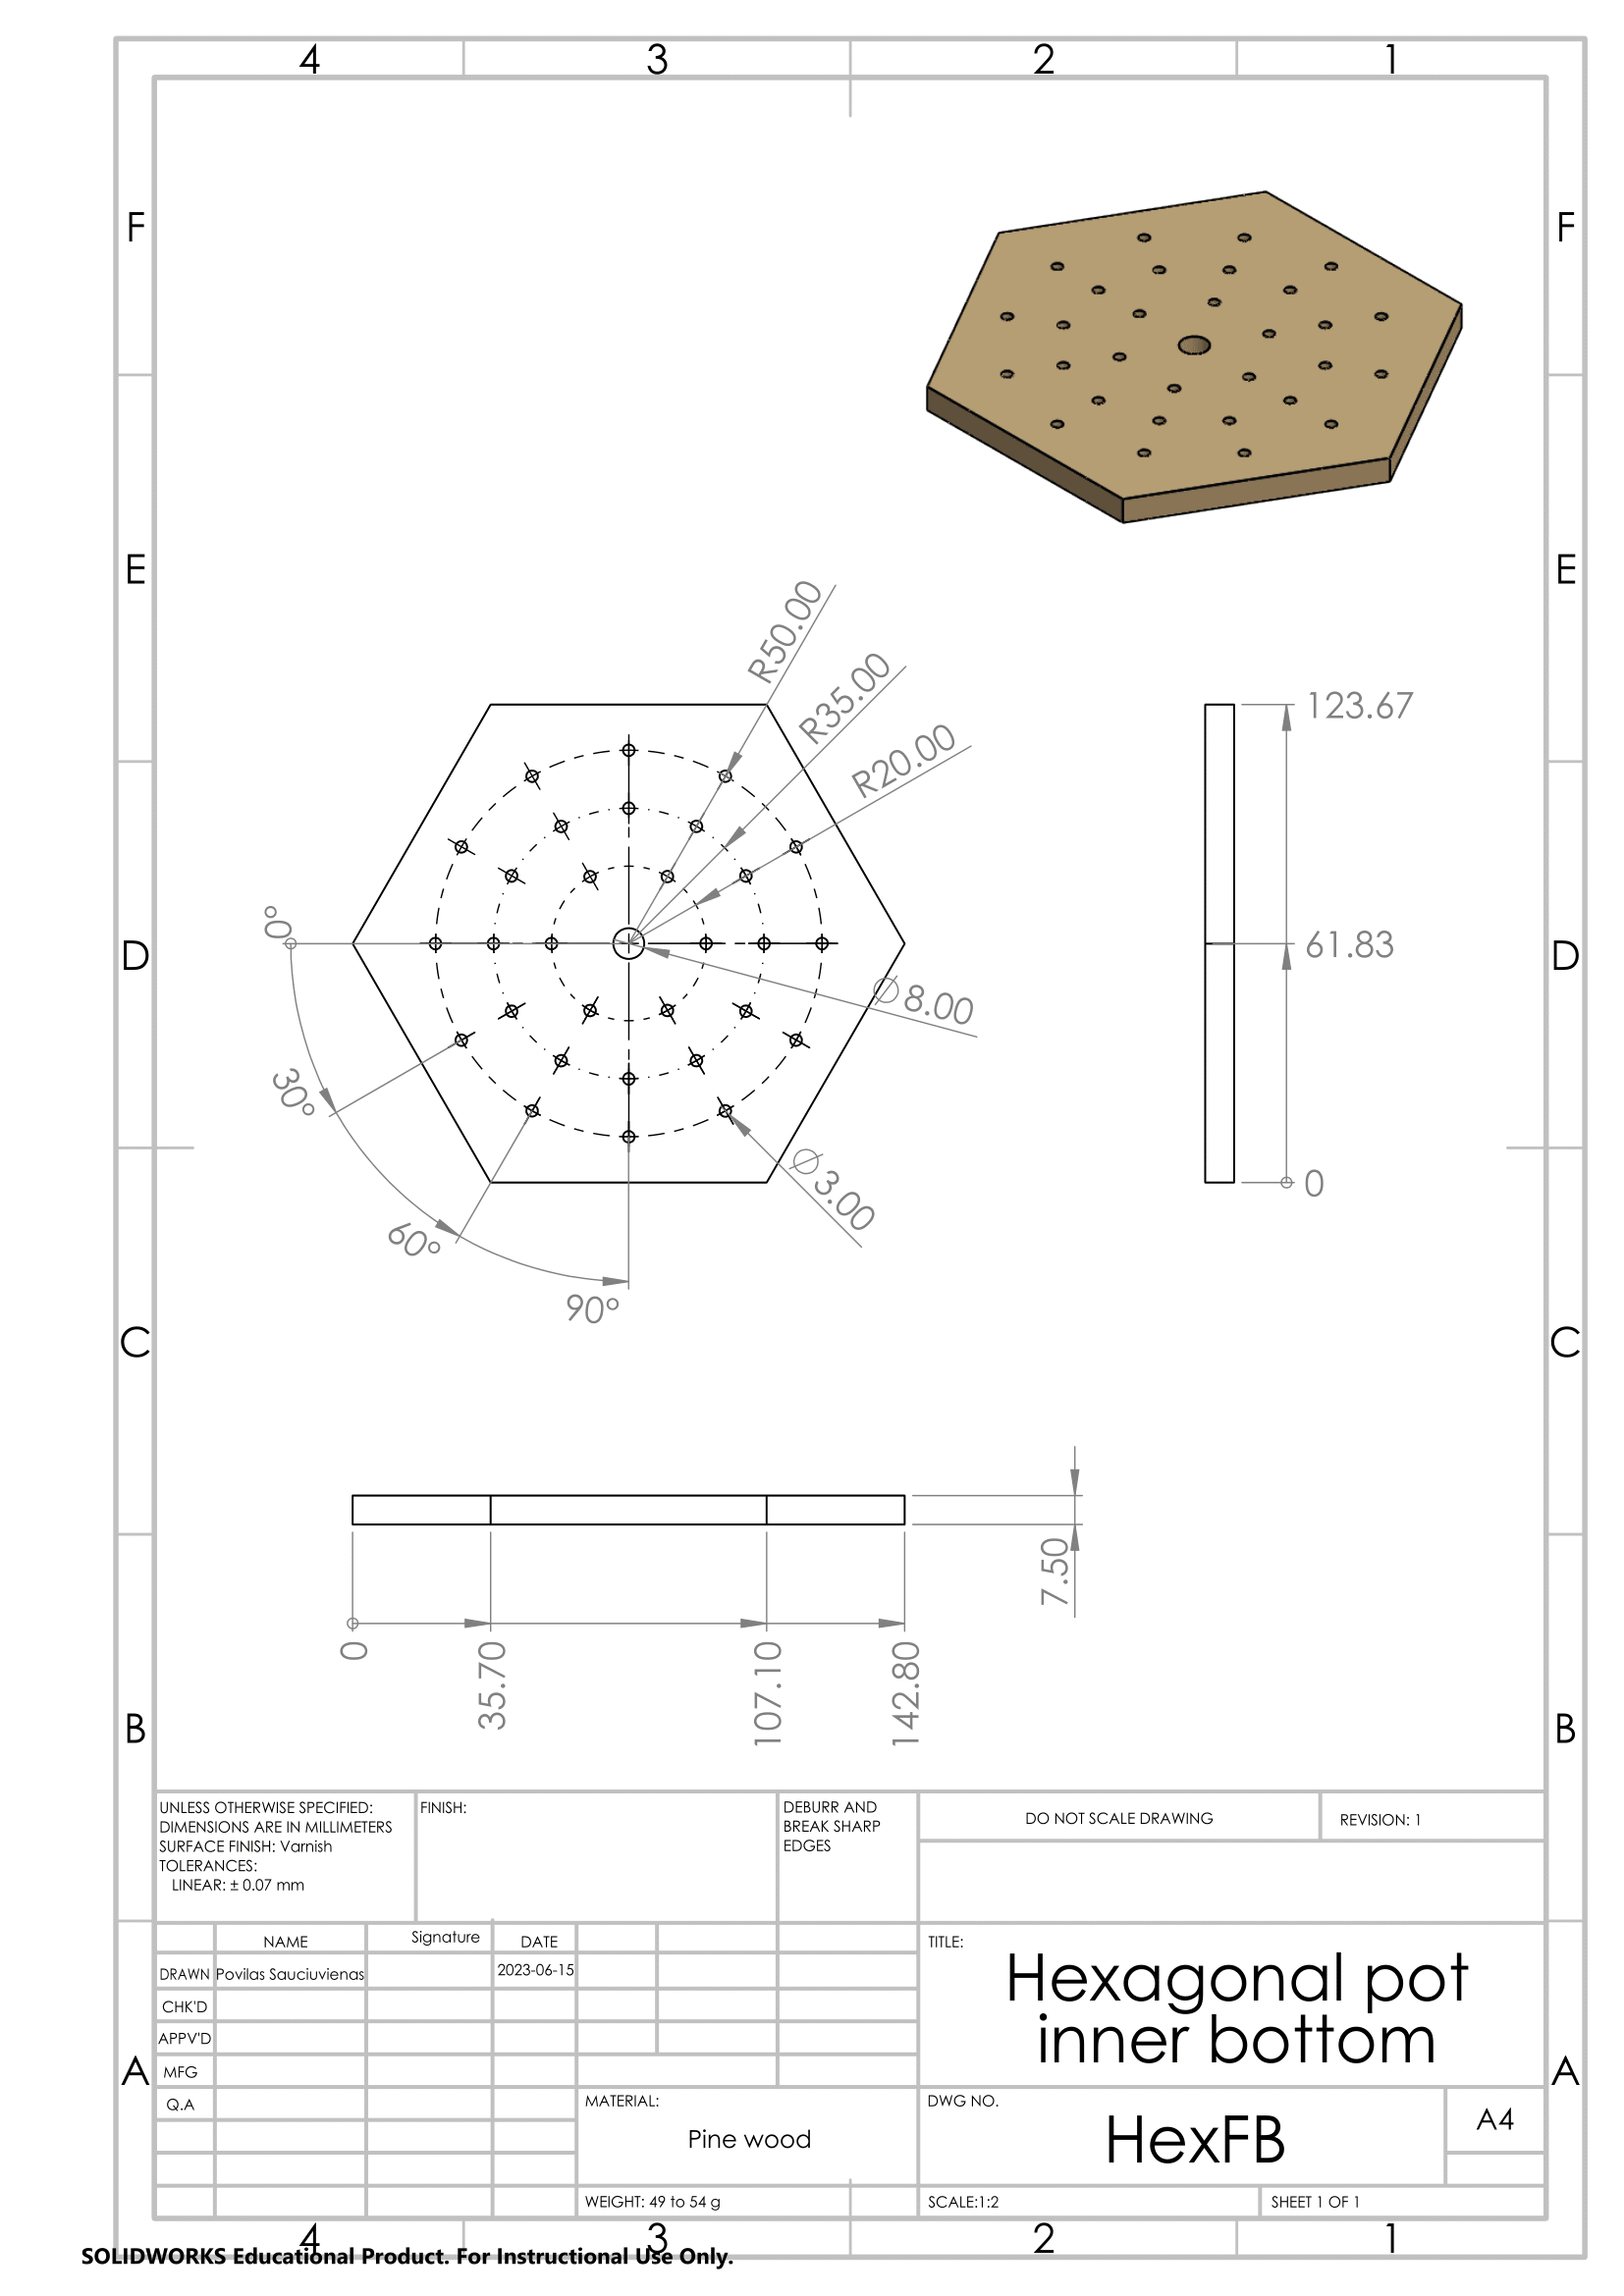 4 3 2 1
F F
E E
D D
C C
B B
A A
R50.00
R35.00
R20.00
⌀8.00
⌀3.00
0°
30°
60°
90°
123.67
61.83
0
7.50
0 35.70 107.10 142.80
UNLESS OTHERWISE SPECIFIED:
DIMENSIONS ARE IN MILLIMETERS
SURFACE FINISH: Varnish
TOLERANCES:
LINEAR: ± 0.07 mm
FINISH:
DEBURR AND
BREAK SHARP
EDGES
DO NOT SCALE DRAWING
REVISION: 1
NAME Signature DATE
DRAWN Povilas Sauciuvienas 2023-06-15
CHK'D
APPV'D
MFG
Q.A
TITLE:
Hexagonal pot
inner bottom
MATERIAL:
Pine wood
DWG NO.
HexFB
A4
WEIGHT: 49 to 54 g
SCALE:1:2
SHEET 1 OF 1
4 3 2 1
SOLIDWORKS Educational Product. For Instructional Use Only.